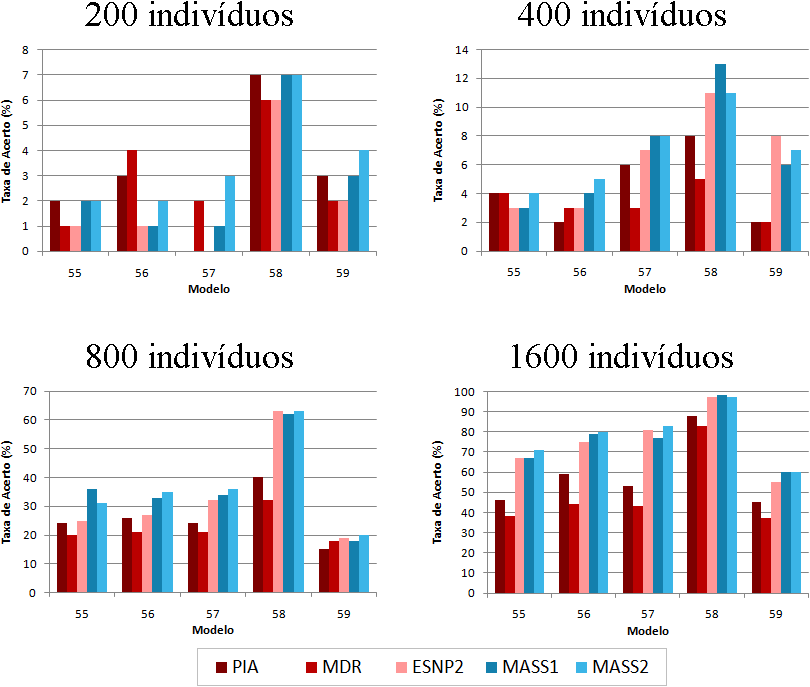 200 indivíduos
Taxa de Acerto (%)
8
7
6
5
4
3
2
1
0
55 56 57 58 59
Modelo
400 indivíduos
Taxa de Acerto (%)
14
12
10
8
6
4
2
0
55 56 57 58 59
Modelo
800 indivíduos
Taxa de Acerto (%)
70
60
50
40
30
20
10
0
55 56 57 58 59
Modelo
1600 indivíduos
Taxa de Acerto (%)
100
90
80
70
60
50
40
30
20
10
0
55 56 57 58 59
Modelo
PIA MDR ESNP2 MASS1 MASS2